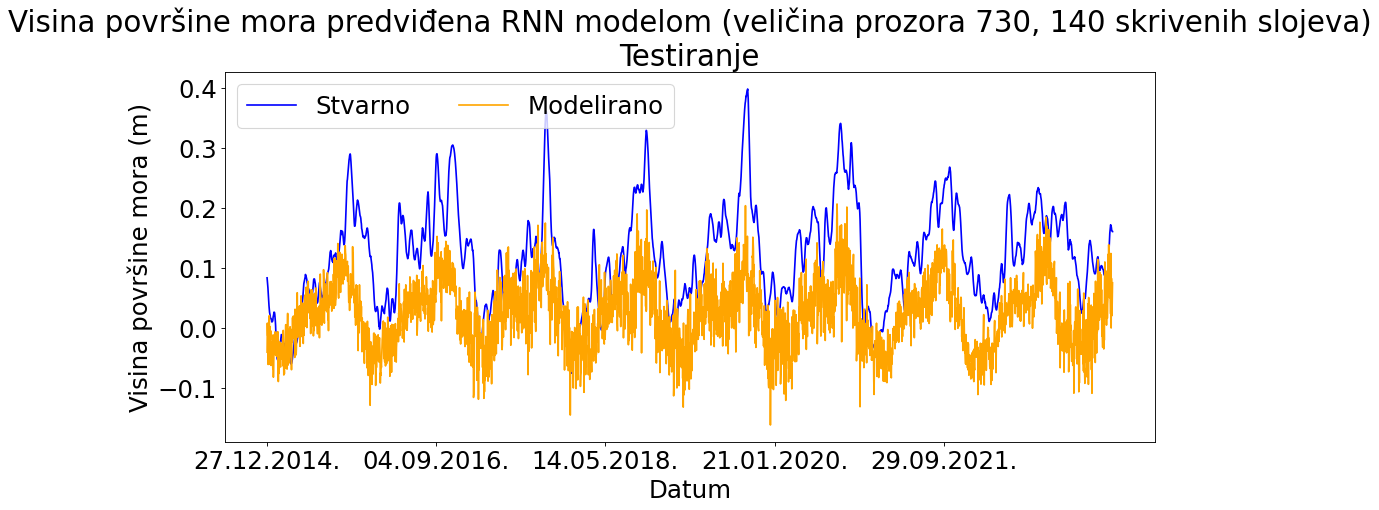 Visina površine mora predviđena RNN modelom (veličina prozora 730, 140 skrivenih slojeva)
Testiranje
Stvarno
Modelirano
Visina površine mora (m)
0.4
0.3
0.2
0.1
0.0
−0.1
27.12.2014.
04.09.2016.
14.05.2018.
21.01.2020.
29.09.2021.
Datum